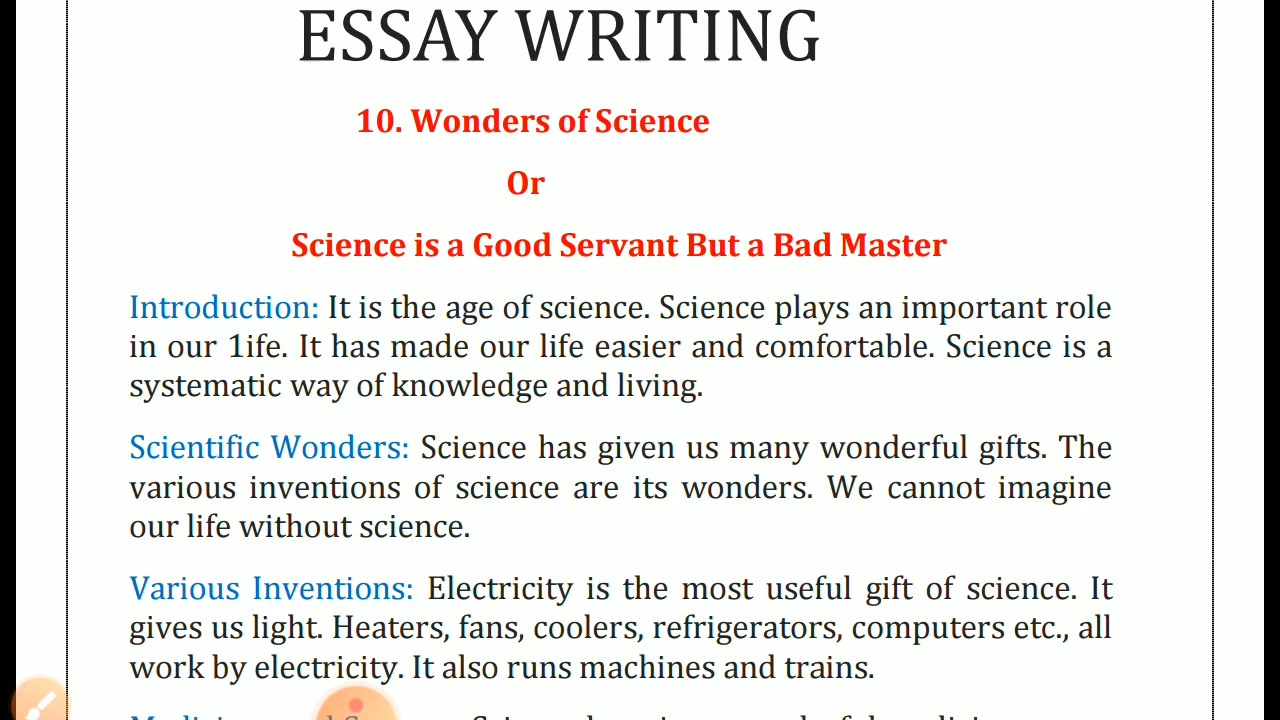 ESSAY WRITING
10. Wonders of Science
Or
Science is a Good Servant But a Bad Master
Introduction: It is the age of science. Science plays an important role
in our 1ife. It has made our life easier and comfortable. Science is a
systematic way of knowledge and living.
Scientific Wonders: Science has given us many wonderful gifts. The
various inventions of science are its wonders. We cannot imagine
our life without science.
Various Inventions: Electricity is the most useful gift of science. It
gives us light. Heaters, fans, coolers, refrigerators, computers etc., all
work by electricity. It also runs machines and trains.